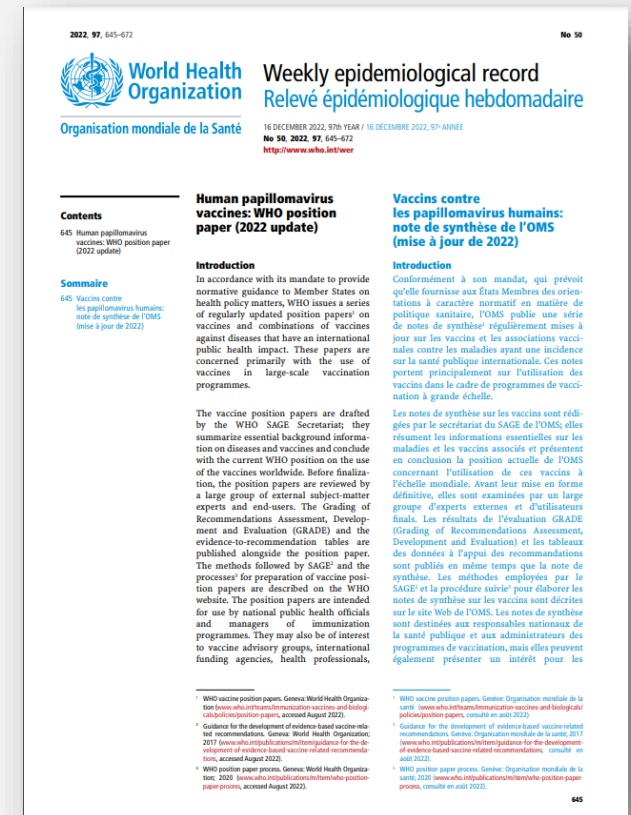 2022, 97, 645–672
No 50
World Health
Organization
Organisation mondiale de la Santé
Weekly epidemiological record
Relevé épidémiologique hebdomadaire
16 DECEMBER 2022, 97th YEAR / 16 DÉCEMBRE 2022, 97e ANNÉE
No 50, 2022, 97, 645–672
http://www.who.int/wer
Contents
645 Human papillomavirus
vaccines: WHO position
paper (2022 update)
Sommaire
645 Vaccins contre
les papillomavirus humains:
note de synthèse de l'OMS
(mise à jour de 2022)
Human papillomavirus
vaccines: WHO position
paper (2022 update)
Introduction
In accordance with its mandate to provide
normative guidance to Member States on
health policy matters, WHO issues a series
of regularly updated position papers¹ on
vaccines and combinations of vaccines
against diseases that have an international
public health impact. These papers are
concerned primarily with the use of
vaccines in large-scale vaccination
programmes.
The vaccine position papers are drafted
by the WHO SAGE Secretariat; they
summarize essential background informa-
tion on diseases and vaccines and conclude
with the current WHO position on the use
of the vaccines worldwide. Before finaliza-
tion, the position papers are reviewed by
a large group of external subject-matter
experts and end-users. The Grading of
Recommendations Assessment, Develop-
ment and Evaluation (GRADE) and the
evidence-to-recommendation tables are
published alongside the position paper.
The methods followed by SAGE² and the
processes³ for preparation of vaccine posi-
tion papers are described on the WHO
website. The position papers are intended
for use by national public health officials
and managers of immunization
programmes. They may also be of interest
to vaccine advisory groups, international
funding agencies, health professionals,
¹ WHO vaccine position papers. Geneva: World Health Organiza-
tion (www.who.int/teams/immunization-vaccines-and-biologi-
cals/policies/position-papers, accessed August 2022).
² Guidance for the development of evidence-based vaccine-rela-
ted recommendations. Geneva: World Health Organization;
2017 (www.who.int/publications/m/item/guidance-for-the-de-
velopment-of-evidence-based-vaccine-related-recommenda-
tions, accessed August 2022).
³ WHO position paper process. Geneva: World Health Organiza-
tion; 2020 (www.who.int/publications/m/item/who-position-
paper-process, accessed August 2022).
Vaccins contre
les papillomavirus humains:
note de synthèse de l'OMS
(mise à jour de 2022)
Introduction
Conformément à son mandat, qui prévoit
qu'elle fournisse aux États Membres des orien-
tations à caractère normatif en matière de
politique sanitaire, l'OMS publie une série
de notes de synthèse¹ régulièrement mises à
jour sur les vaccins et les associations vacci-
nales contre les maladies ayant une incidence
sur la santé publique internationale. Ces notes
portent principalement sur l'utilisation des
vaccins dans le cadre de programmes de vacci-
nation à grande échelle.
Les notes de synthèse sur les vaccins sont rédi-
gées par le secrétariat du SAGE de l'OMS; elles
résument les informations essentielles sur les
maladies et les vaccins associés et présentent
en conclusion la position actuelle de l'OMS
concernant l'utilisation de ces vaccins à
l'échelle mondiale. Avant leur mise en forme
définitive, elles sont examinées par un large
groupe d'experts externes et d'utilisateurs
finals. Les résultats de l'évaluation GRADE
(Grading of Recommendations Assessment,
Development and Evaluation) et les tableaux
des données à l'appui des recommandations
sont publiés en même temps que la note de
synthèse. Les méthodes employées par le
SAGE² et la procédure suivie³ pour élaborer les
notes de synthèse sur les vaccins sont décrites
sur le site Web de l'OMS. Les notes de synthèse
sont destinées aux responsables nationaux de
la santé publique et aux administrateurs des
programmes de vaccination, mais elles peuvent
également présenter un intérêt pour les
¹ WHO vaccine position papers. Genève: Organisation mondiale de la
santé (www.who.int/teams/immunization-vaccines-and-biologicals/
policies/position-papers, consulté en août 2022).
² Guidance for the development of evidence-based vaccine-related
recommendations. Genève: Organisation mondiale de la santé; 2017
(www.who.int/publications/m/item/guidance-for-the-development-
of-evidence-based-vaccine-related-recommendations, consulté en
août 2022).
³ WHO position paper process. Genève: Organisation mondiale de la
santé; 2020 (www.who.int/publications/m/item/who-position-paper-
process, consulté en août 2022).
645